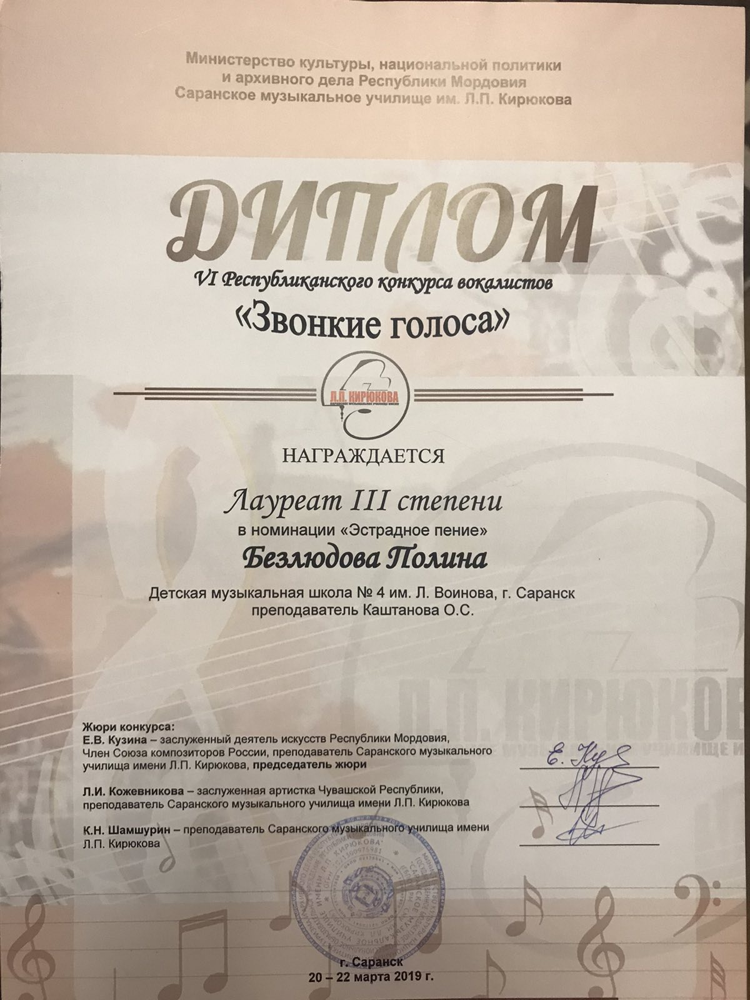 Министерство культуры, национальной политики
и архивного дела Республики Мордовия
Саранское музыкальное училище им. Л.П. Кирюкова
ДИПЛОМ
VI Республиканского конкурса вокалистов
«Звонкие голоса»
Л.П. КИРЮКОВА
САРАНСКОЕ МУЗЫКАЛЬНОЕ УЧИЛИЩЕ ИМЕНИ
НАГРАЖДАЕТСЯ
Лауреат III степени
в номинации «Эстрадное пение»
Безлюдова Полина
Детская музыкальная школа № 4 им. Л. Воинова, г. Саранск
преподаватель Каштанова О.С.
Л.П. КИРЮКОВ
Жюри конкурса:
Е.В. Кузина – заслуженный деятель искусств Республики Мордовия,
Член Союза композиторов России, преподаватель Саранского музыкального
училища имени Л.П. Кирюкова, председатель жюри
Л.И. Кожевникова – заслуженная артистка Чувашской Республики,
преподаватель Саранского музыкального училища имени Л.П. Кирюкова
К.Н. Шамшурин – преподаватель Саранского музыкального училища имени
Л.П. Кирюкова
г. Саранск
20 – 22 марта 2019 г.